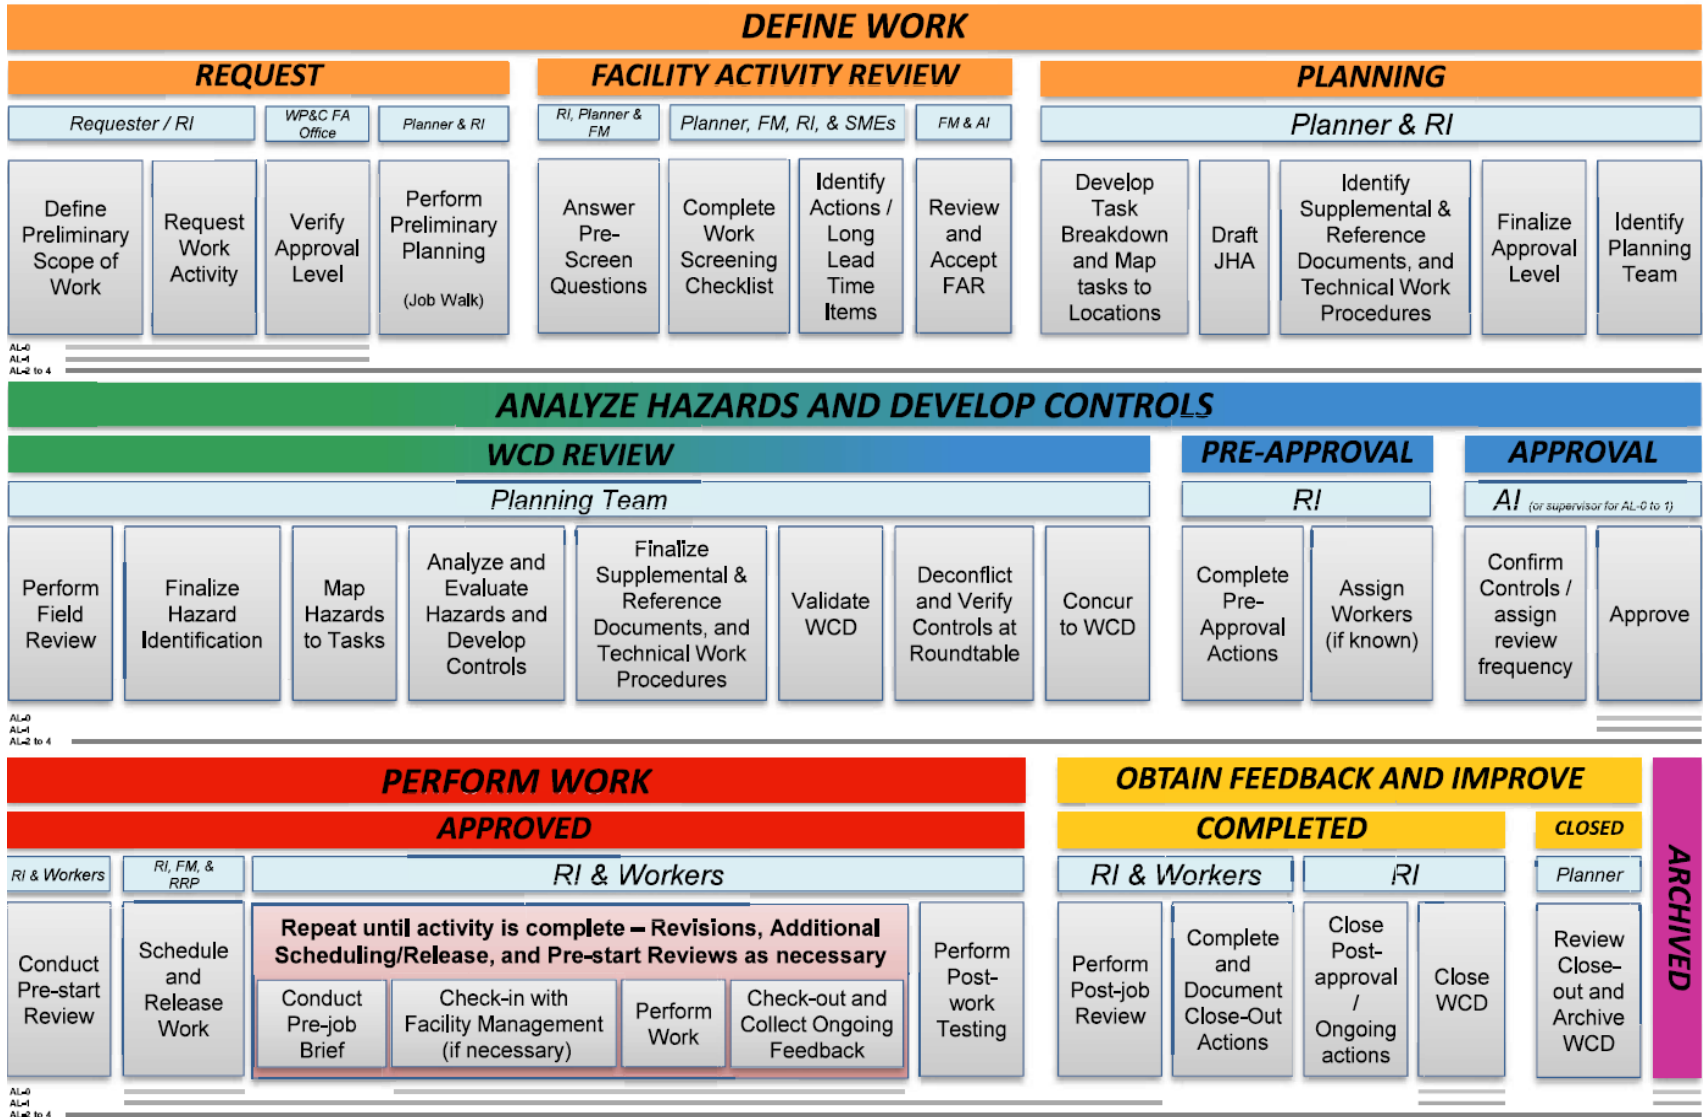 DEFINE WORK
REQUEST
FACILITY ACTIVITY REVIEW
PLANNING
Requester / RI
WP&C FA
Office
Planner & RI
RI, Planner &
FM
Planner, FM, RI, & SMEs
FM & AI
Planner & RI
Define
Preliminary
Scope of
Work
Request
Work
Activity
Verify
Approval
Level
Perform
Preliminary
Planning
(Job Walk)
Answer
Pre-
Screen
Questions
Complete
Work
Screening
Checklist
Identify
Actions /
Long
Lead
Time
Items
Review
and
Accept
FAR
Develop
Task
Breakdown
and Map
tasks to
Locations
Draft
JHA
Identify
Supplemental &
Reference
Documents, and
Technical Work
Procedures
Finalize
Approval
Level
Identify
Planning
Team
AL-0
AL-1
AL-2 to 4
ANALYZE HAZARDS AND DEVELOP CONTROLS
WCD REVIEW
PRE-APPROVAL
APPROVAL
Planning Team
RI
AI (or supervisor for AL-0 to 1)
Perform
Field
Review
Finalize
Hazard
Identification
Map
Hazards
to Tasks
Analyze and
Evaluate
Hazards and
Develop
Controls
Finalize
Supplemental &
Reference
Documents, and
Technical Work
Procedures
Validate
WCD
Deconflict
and Verify
Controls at
Roundtable
Concur
to WCD
Complete
Pre-
Approval
Actions
Assign
Workers
(if known)
Confirm
Controls /
assign
review
frequency
Approve
AL-0
AL-1
AL-2 to 4
PERFORM WORK
OBTAIN FEEDBACK AND IMPROVE
APPROVED
COMPLETED
CLOSED
ARCHIVED
RI & Workers
RI, FM, &
RRP
RI & Workers
RI & Workers
RI
Planner
Conduct
Pre-start
Review
Schedule
and
Release
Work
Repeat until activity is complete – Revisions, Additional
Scheduling/Release, and Pre-start Reviews as necessary
Conduct
Pre-job
Brief
Check-in with
Facility Management
(if necessary)
Perform
Work
Check-out and
Collect Ongoing
Feedback
Perform
Post-
work
Testing
Perform
Post-job
Review
Complete
and
Document
Close-Out
Actions
Close
Post-
approval
/
Ongoing
actions
Close
WCD
Review
Close-
out and
Archive
WCD
AL-0
AL-1
AL-2 to 4